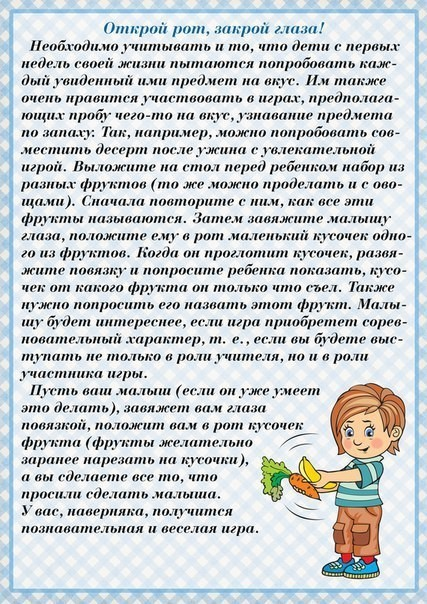 Открой рот, закрой глаза!
Необходимо учитывать и то, что дети с первых
недель своей жизни пытаются попробовать каж-
дый увиденный ими предмет на вкус. Им также
очень нравится участвовать в играх, предполага-
ющих пробу чего-то на вкус, узнавание предмета
по запаху. Так, например, можно попробовать сов-
местить десерт после ужина с увлекательной
игрой. Выложите на стол перед ребенком набор из
разных фруктов (то же можно проделать и с ово-
щами). Сначала повторите с ним, как все эти
фрукты называются. Затем завяжите малышу
глаза, положите ему в рот маленький кусочек одно-
го из фруктов. Когда он проглотит кусочек, развя-
жите повязку и попросите ребенка показать, кусо-
чек от какого фрукта он только что съел. Также
нужно попросить его назвать этот фрукт. Малы-
шу будет интереснее, если игра приобретет сорев-
новательный характер, т. е., если вы будете выс-
тупать не только в роли учителя, но и в роли
участника игры.
Пусть ваш малыш (если он уже умеет
это делать), завяжет вам глаза
повязкой, положит вам в рот кусочек
фрукта (фрукты желательно
заранее нарезать на кусочки),
а вы сделаете все то, что
просили сделать малыша.
У вас, наверняка, получится
познавательная и веселая игра.